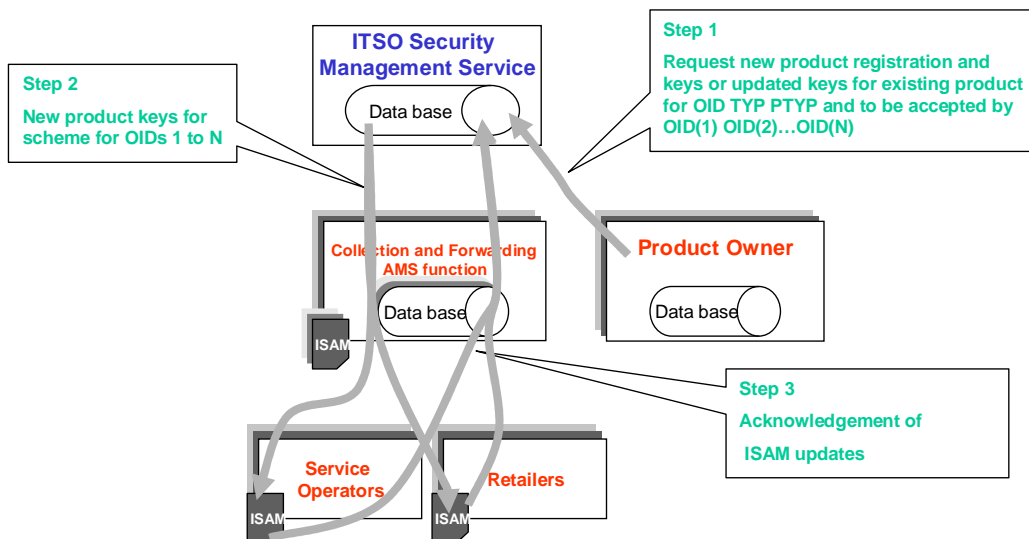 ITSO Security
Management Service
Data base
Step 1
Request new product registration and
keys or updated keys for existing product
for OID TYP PTYP and to be accepted by
OID(1) OID(2)…OID(N)
Step 2
New product keys for
scheme for OIDs 1 to N
Collection and Forwarding
AMS function
Data base
ISAM
Product Owner
Data base
Step 3
Acknowledgement of
ISAM updates
Service
Operators
ISAM
Retailers
ISAM